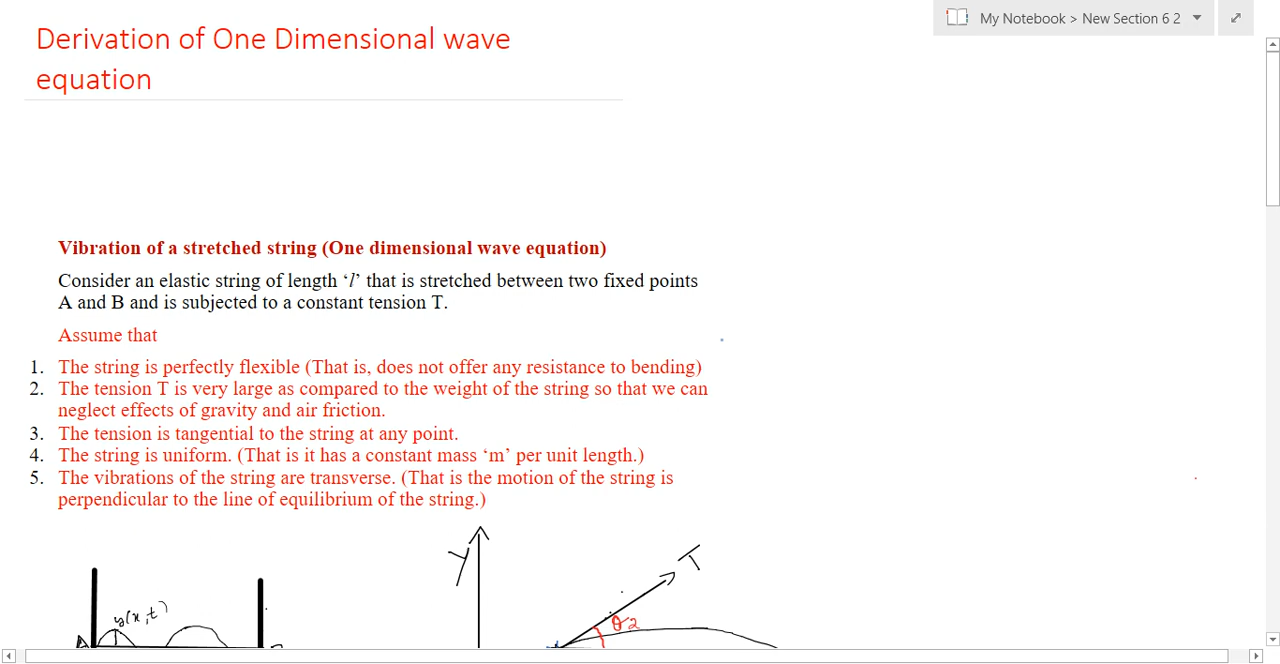 My Notebook > New Section 6 2
Derivation of One Dimensional wave
equation
Vibration of a stretched string (One dimensional wave equation)
Consider an elastic string of length ‘l’ that is stretched between two fixed points
A and B and is subjected to a constant tension T.
Assume that
1. The string is perfectly flexible (That is, does not offer any resistance to bending)
2. The tension T is very large as compared to the weight of the string so that we can
neglect effects of gravity and air friction.
3. The tension is tangential to the string at any point.
4. The string is uniform. (That is it has a constant mass ‘m’ per unit length.)
5. The vibrations of the string are transverse. (That is the motion of the string is
perpendicular to the line of equilibrium of the string.)
Y
T
y(x,t)
θ2
A